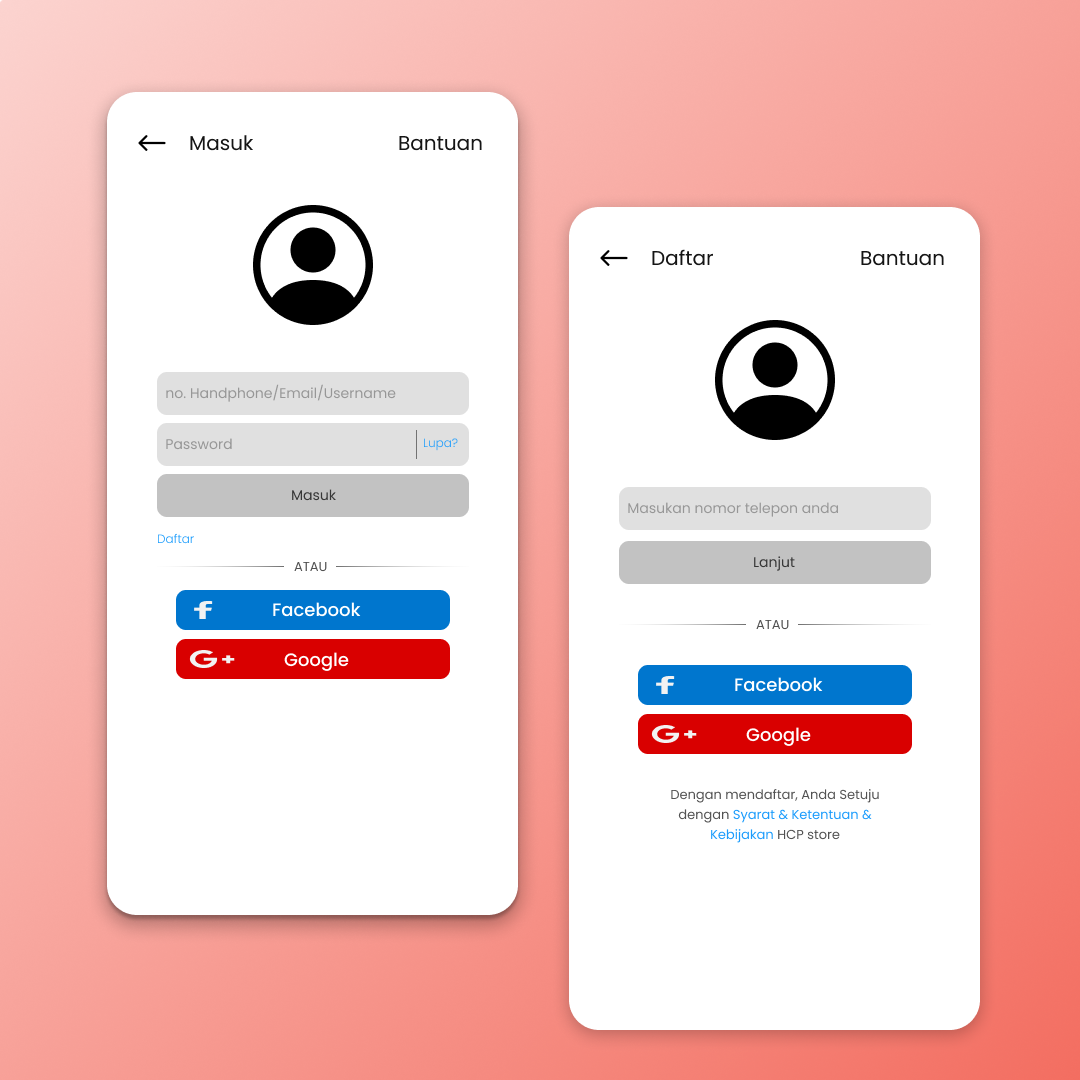 Masuk Bantuan
no. Handphone/Email/Username
Password Lupa?
Masuk
Daftar
ATAU
f Facebook
G+ Google
Daftar Bantuan
Masukan nomor telepon anda
Lanjut
ATAU
f Facebook
G+ Google
Dengan mendaftar, Anda Setuju
dengan Syarat & Ketentuan &
Kebijakan HCP store